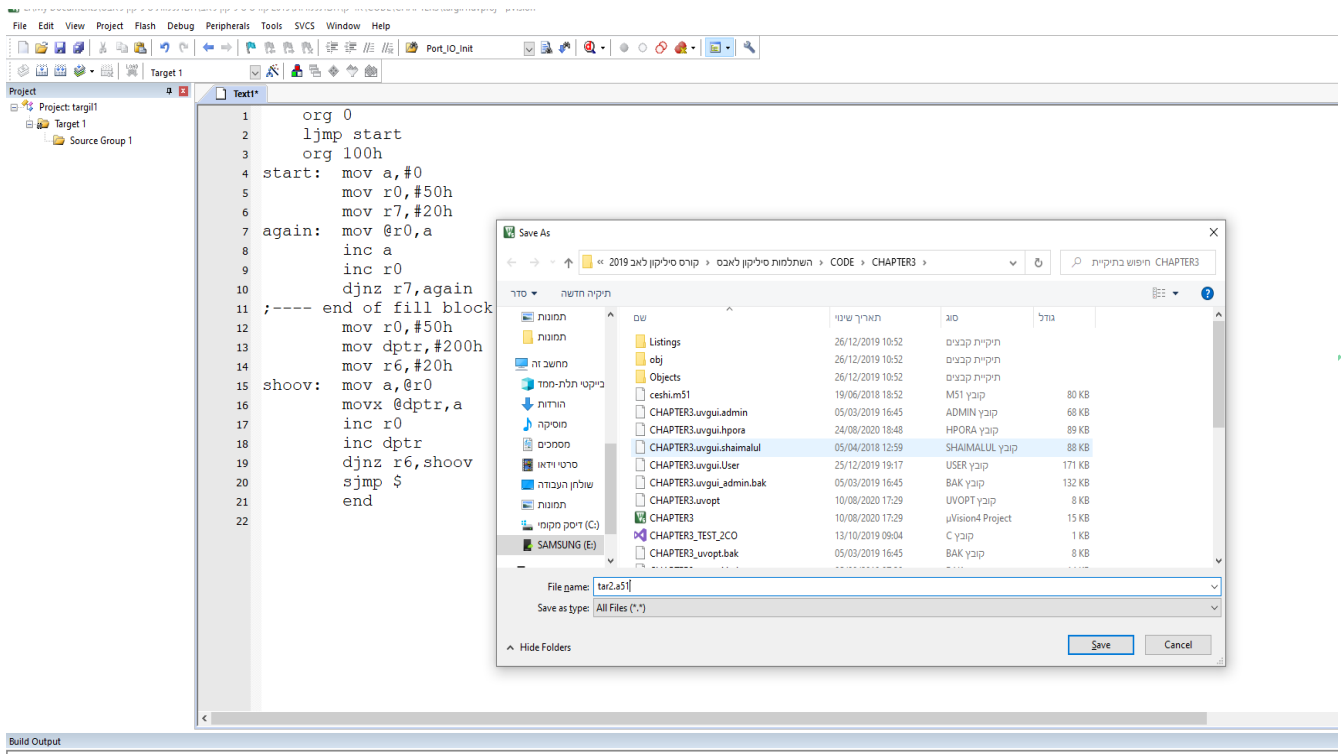 File Edit View Project Flash Debug Peripherals Tools SVCS Window Help
Port_IO_Init
Target 1
Project
Project: targil1
Target 1
Source Group 1
Text1*
1 org 0
2 ljmp start
3 org 100h
4 start: mov a,#0
5 mov r0,#50h
6 mov r7,#20h
7 again: mov @r0,a
8 inc a
9 inc r0
10 djnz r7,again
11 ;---- end of fill block
12 mov r0,#50h
13 mov dptr,#200h
14 mov r6,#20h
15 shoov: mov a,@r0
16 movx @dptr,a
17 inc r0
18 inc dptr
19 djnz r6,shoov
20 sjmp $
21 end
22
Save As
« קורס סיליקון לאב 2019 › השתלמות סיליקון לאבס › CODE › CHAPTER3 ›
חיפוש בתיקיית CHAPTER3
סדר תיקיה חדשה
תמונות
תמונות
מחשב זה
בייקטי תלת-ממד
הורדות
מוסיקה
מסמכים
סרטי וידאו
שולחן העבודה
תמונות
דיסק מקומי (C:)
SAMSUNG (E:)
שם תאריך שינוי סוג גודל
Listings 26/12/2019 10:52 תיקיית קבצים
obj 26/12/2019 10:52 תיקיית קבצים
Objects 26/12/2019 10:52 תיקיית קבצים
ceshi.m51 19/06/2018 18:52 קובץ M51 80 KB
CHAPTER3.uvgui.admin 05/03/2019 16:45 קובץ ADMIN 68 KB
CHAPTER3.uvgui.hpora 24/08/2020 18:48 קובץ HPORA 89 KB
CHAPTER3.uvgui.shaimalul 05/04/2018 12:59 קובץ SHAIMALUL 88 KB
CHAPTER3.uvgui.User 25/12/2019 19:17 קובץ USER 171 KB
CHAPTER3.uvgui_admin.bak 05/03/2019 16:45 קובץ BAK 132 KB
CHAPTER3.uvopt 10/08/2020 17:29 קובץ UVOPT 8 KB
CHAPTER3 10/08/2020 17:29 µVision4 Project 15 KB
CHAPTER3_TEST_2CO 13/10/2019 09:04 קובץ C 1 KB
CHAPTER3_uvopt.bak 05/03/2019 16:45 קובץ BAK 8 KB
File name: tar2.a51
Save as type: All Files (*.*)
Hide Folders
Save
Cancel
Build Output